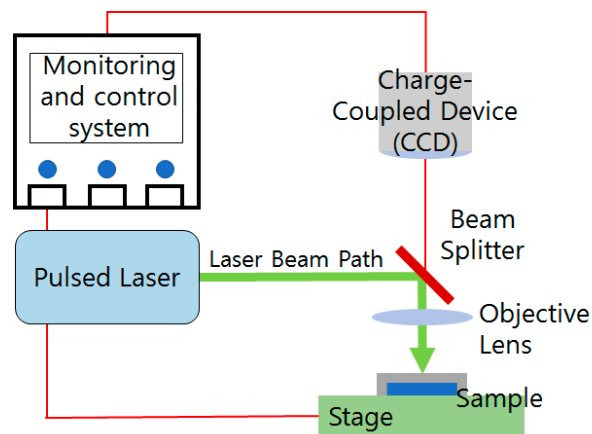 Monitoring
and control
system
Charge-
Coupled Device
(CCD)
Beam
Splitter
Laser Beam Path
Pulsed Laser
Objective
Lens
Sample
Stage